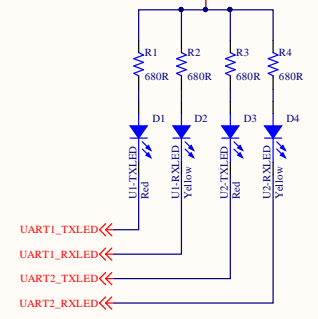 R1
R2
R3
R4
680R
680R
680R
680R
D1
D2
D3
D4
U1-TXLED
Red
U1-RXLED
Yellow
U2-TXLED
Red
U2-RXLED
Yellow
UART1_TXLED
UART1_RXLED
UART2_TXLED
UART2_RXLED